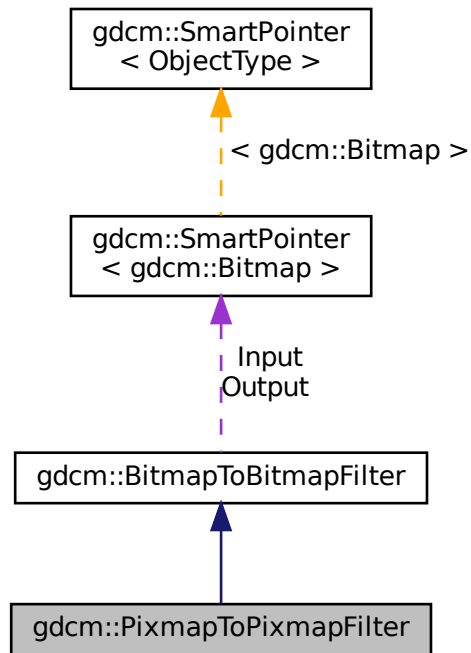 gdcm::SmartPointer
< ObjectType >
< gdcm::Bitmap >
gdcm::SmartPointer
< gdcm::Bitmap >
Input
Output
gdcm::BitmapToBitmapFilter
gdcm::PixmapToPixmapFilter